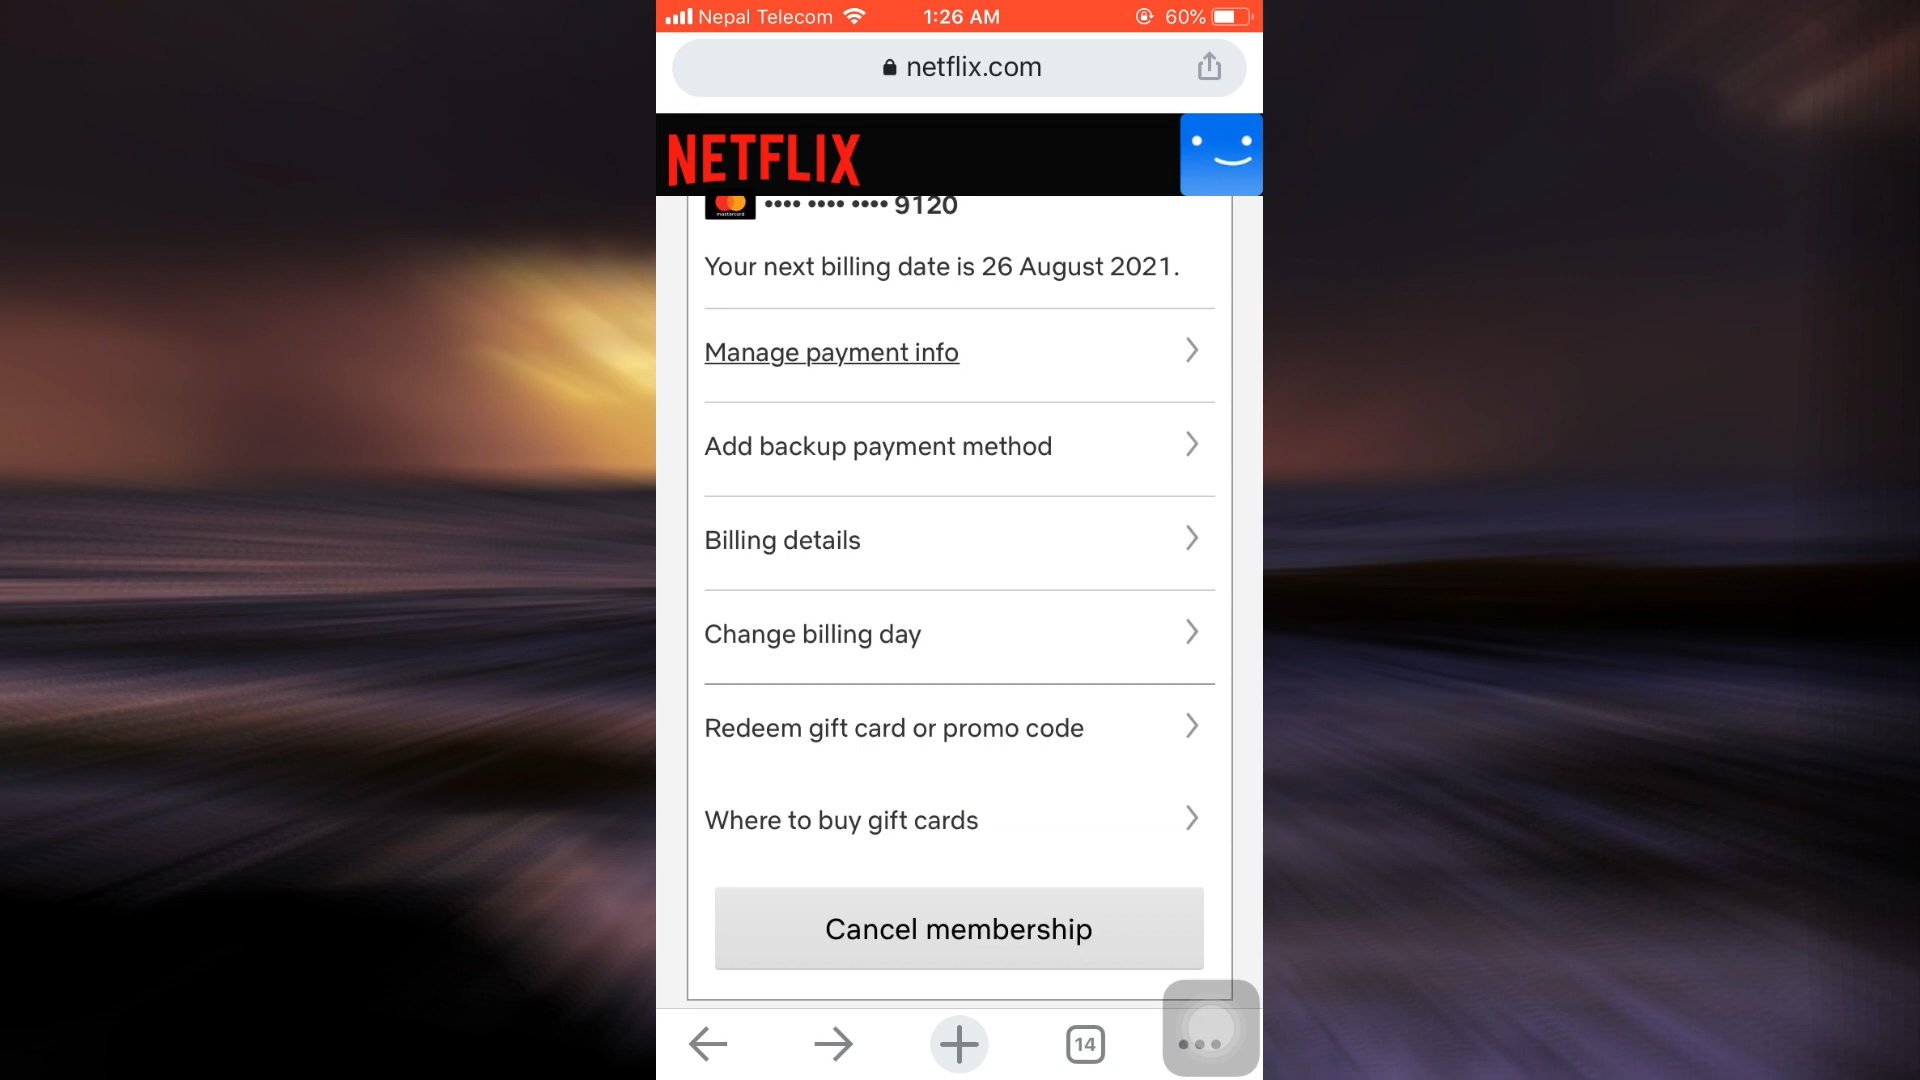 Nepal Telecom 1:26 AM 60%
netflix.com
NETFLIX
mastercard •••• •••• •••• 9120
Your next billing date is 26 August 2021.
Manage payment info
Add backup payment method
Billing details
Change billing day
Redeem gift card or promo code
Where to buy gift cards
Cancel membership
14